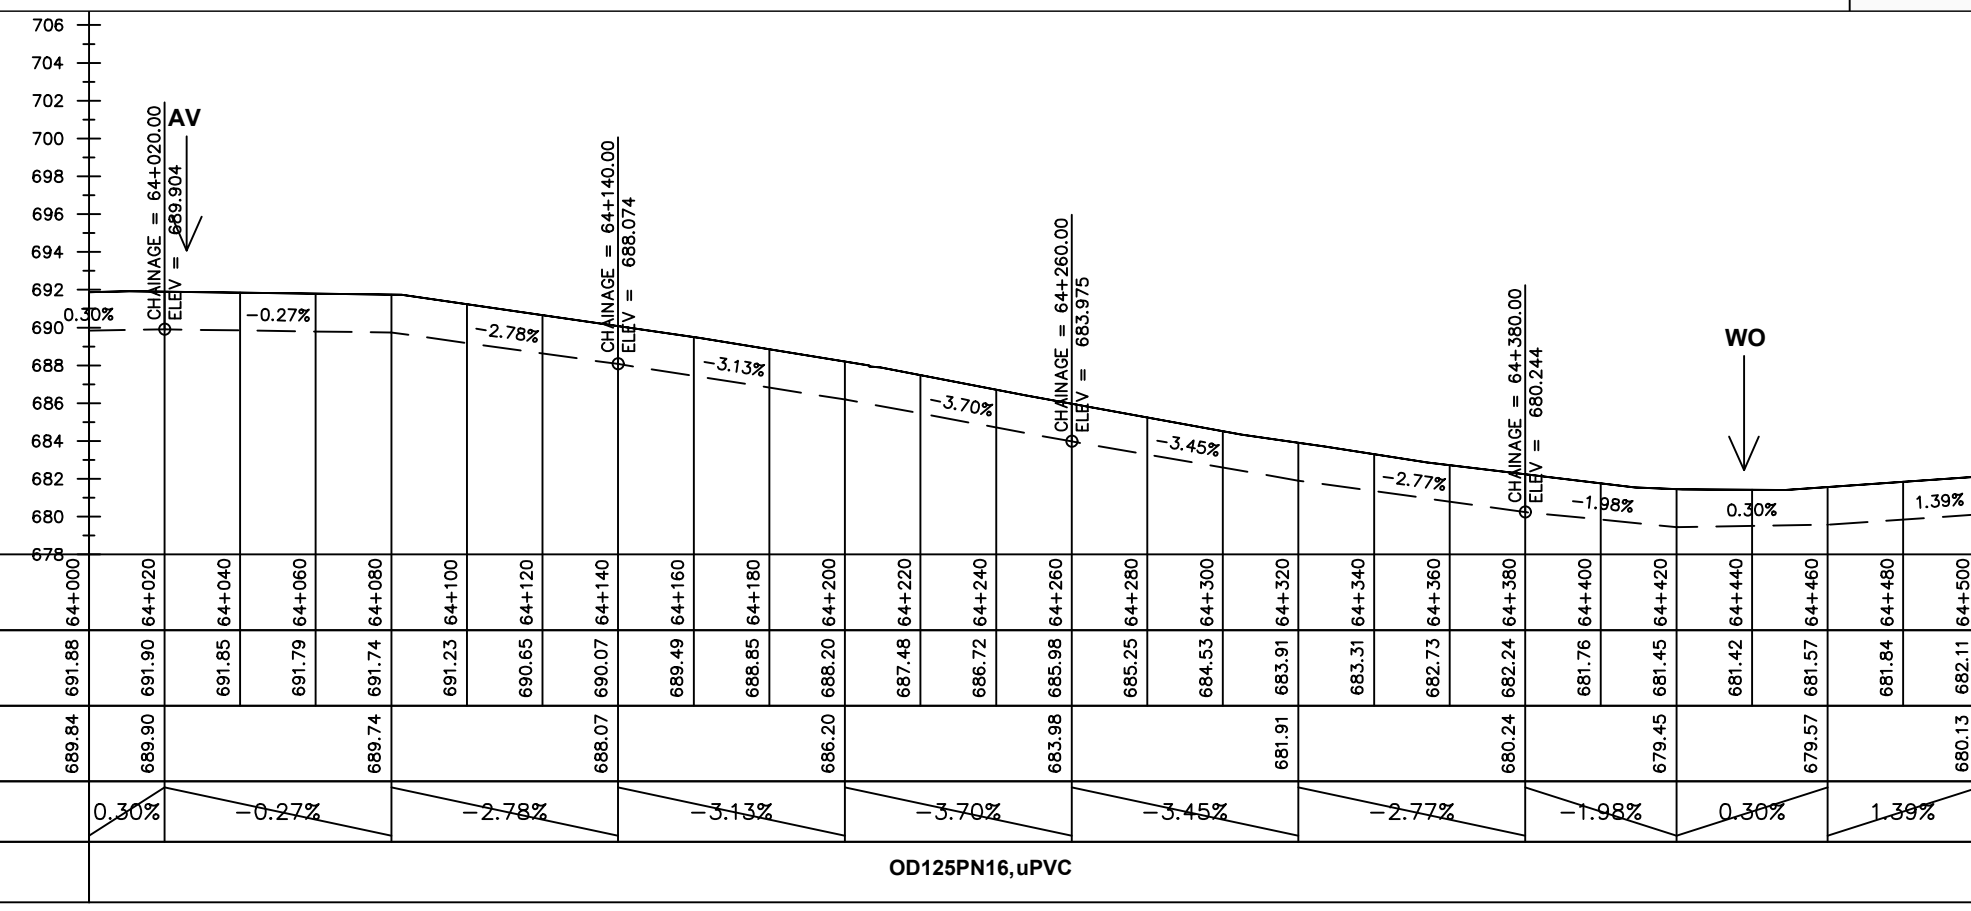 706
704
702
700
698
696
694
692
690
688
686
684
682
680
678
CHAINAGE = 64+020.00
ELEV = 689.904
AV
CHAINAGE = 64+140.00
ELEV = 688.074
CHAINAGE = 64+260.00
ELEV = 683.975
CHAINAGE = 64+380.00
ELEV = 680.244
WO
0.30% -0.27% -2.78% -3.13% -3.70% -3.45% -2.77% -1.98% 0.30% 1.39%
64+000 64+020 64+040 64+060 64+080 64+100 64+120 64+140 64+160 64+180 64+200 64+220 64+240 64+260 64+280 64+300 64+320 64+340 64+360 64+380 64+400 64+420 64+440 64+460 64+480 64+500
691.88 691.90 691.85 691.79 691.74 691.23 690.65 690.07 689.49 688.85 688.20 687.48 686.72 685.98 685.25 684.53 683.91 683.31 682.73 682.24 681.76 681.45 681.42 681.57 681.84 682.11
689.84 689.90 689.74 688.07 686.20 683.98 681.91 680.24 679.45 679.57 680.13
0.30% -0.27% -2.78% -3.13% -3.70% -3.45% -2.77% -1.98% 0.30% 1.39%
OD125PN16,uPVC